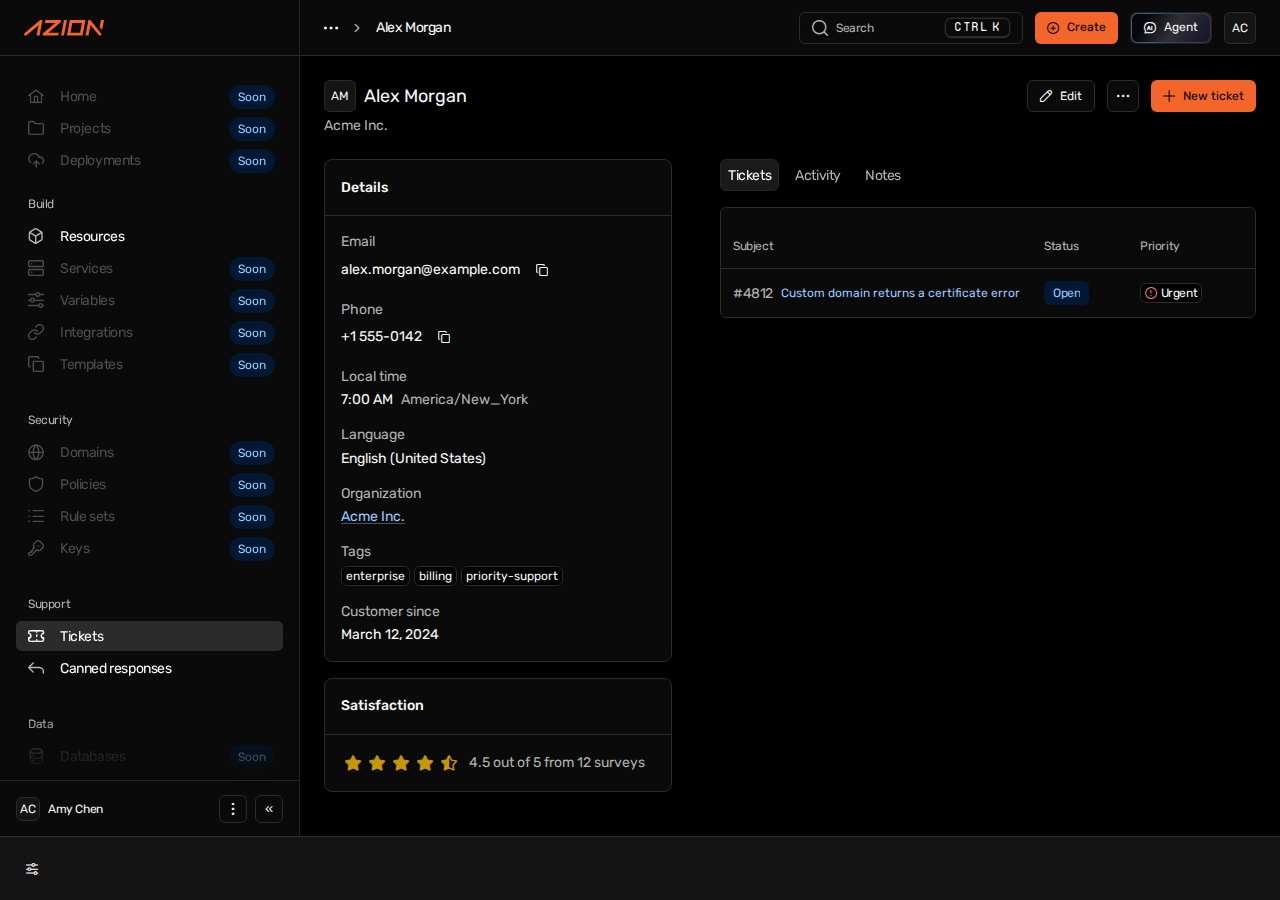 AZION
Alex Morgan
Search
CTRL K
Create
Agent
AC
Home
Soon
Projects
Soon
Deployments
Soon
Build
Resources
Services
Soon
Variables
Soon
Integrations
Soon
Templates
Soon
Security
Domains
Soon
Policies
Soon
Rule sets
Soon
Keys
Soon
Support
Tickets
Canned responses
Data
Databases
Soon
AC
Amy Chen
AM
Alex Morgan
Acme Inc.
Edit
New ticket
Details
Email
alex.morgan@example.com
Phone
+1 555-0142
Local time
7:00 AM America/New_York
Language
English (United States)
Organization
Acme Inc.
Tags
enterprise billing priority-support
Customer since
March 12, 2024
Satisfaction
4.5 out of 5 from 12 surveys
Tickets Activity Notes
Subject Status Priority
#4812 Custom domain returns a certificate error Open Urgent